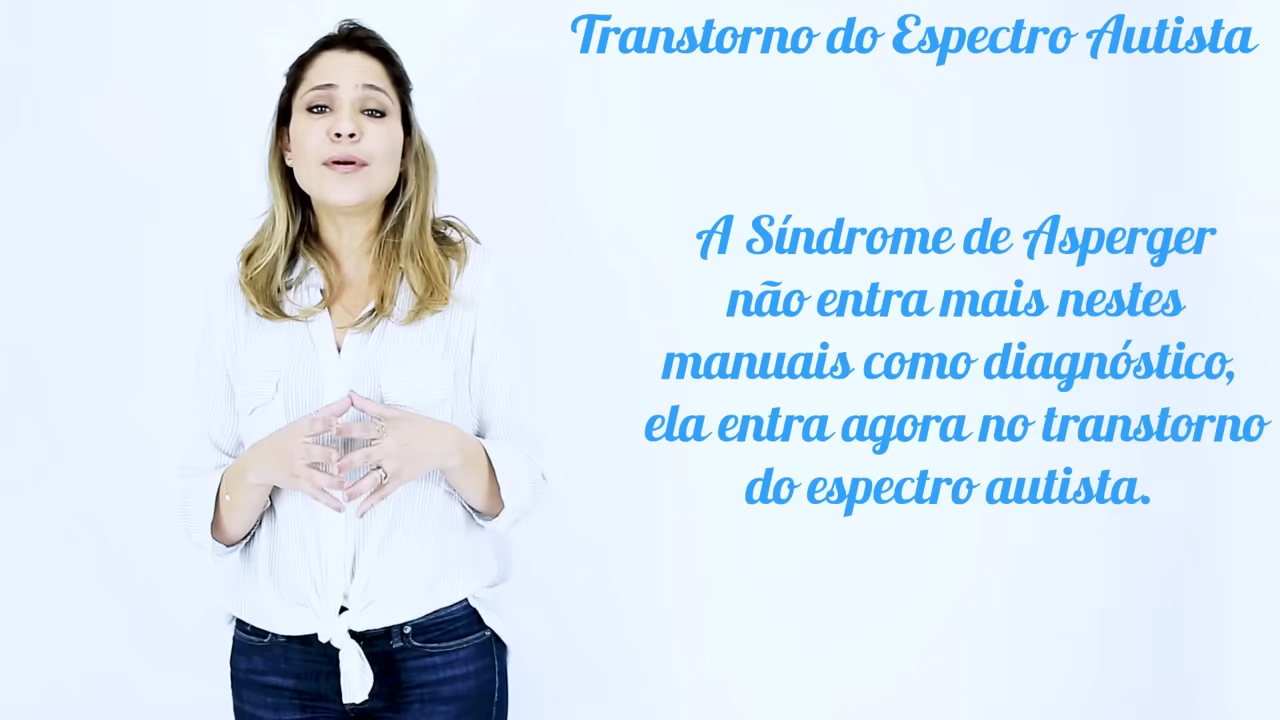 Transtorno do Espectro Autista
A Síndrome de Asperger
não entra mais nestes
manuais como diagnóstico,
ela entra agora no transtorno
do espectro autista.